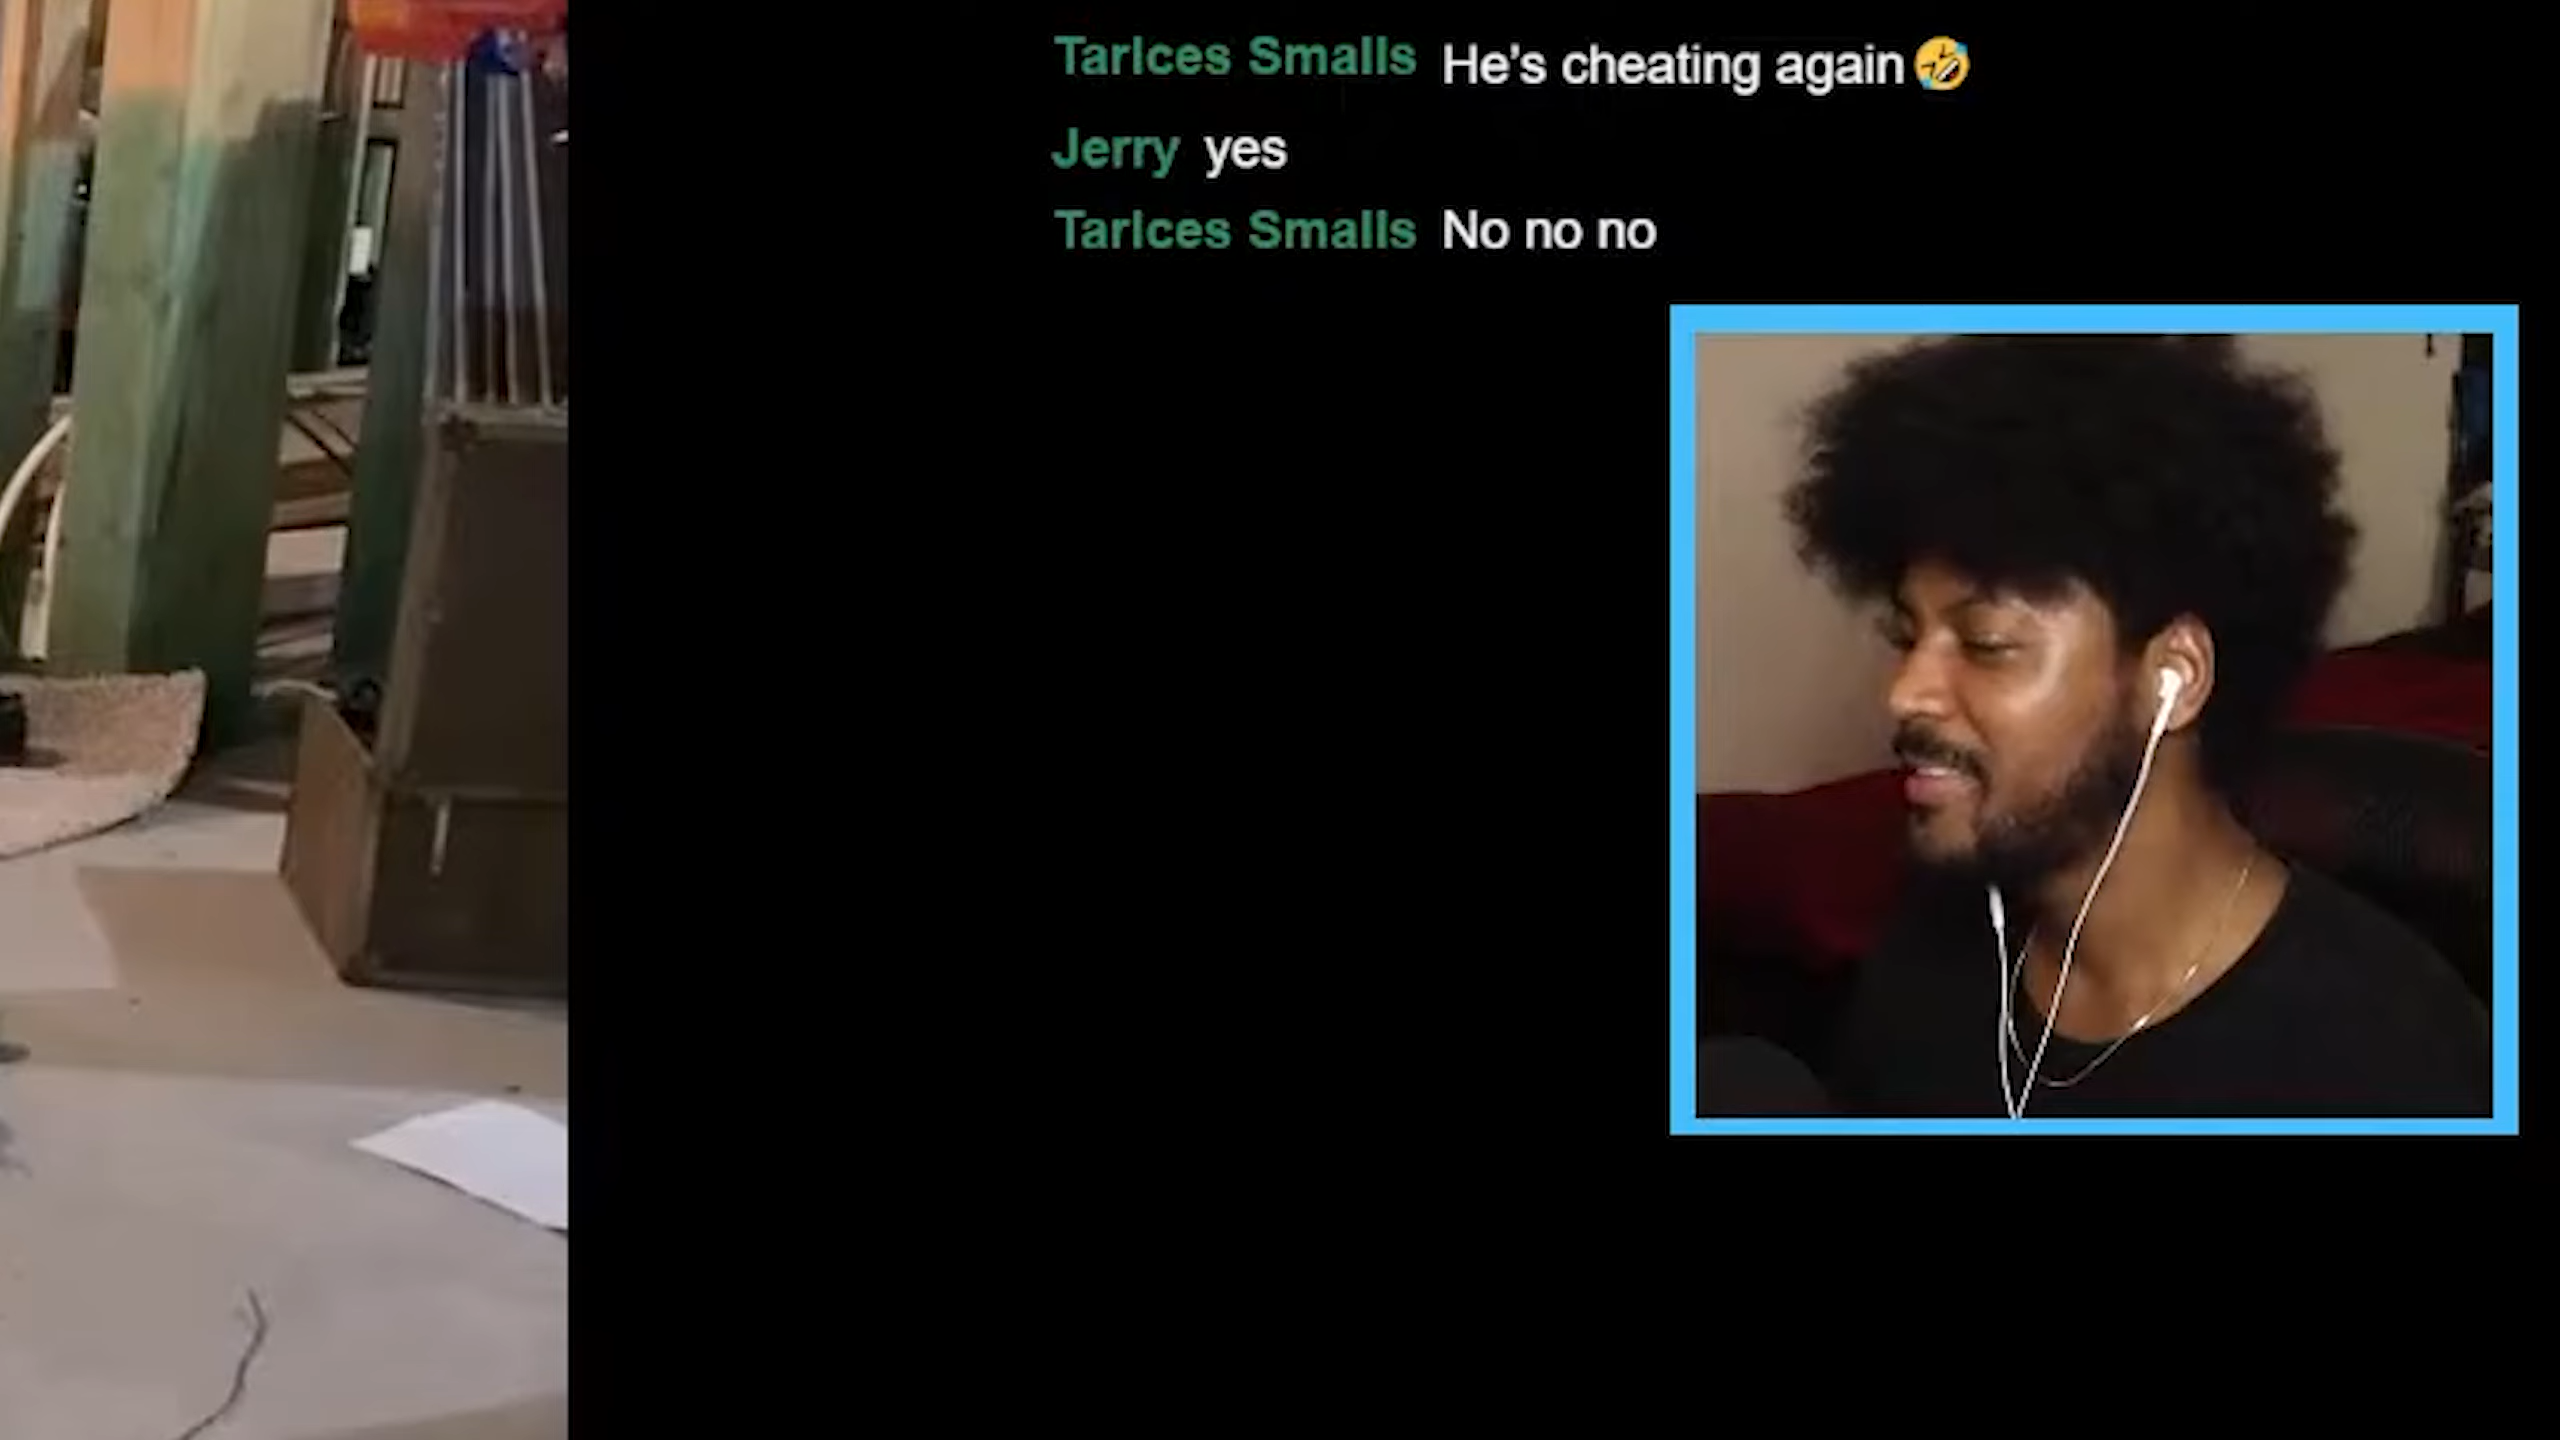 Tarlces Smalls He's cheating again🤣
Jerry yes
Tarlces Smalls No no no